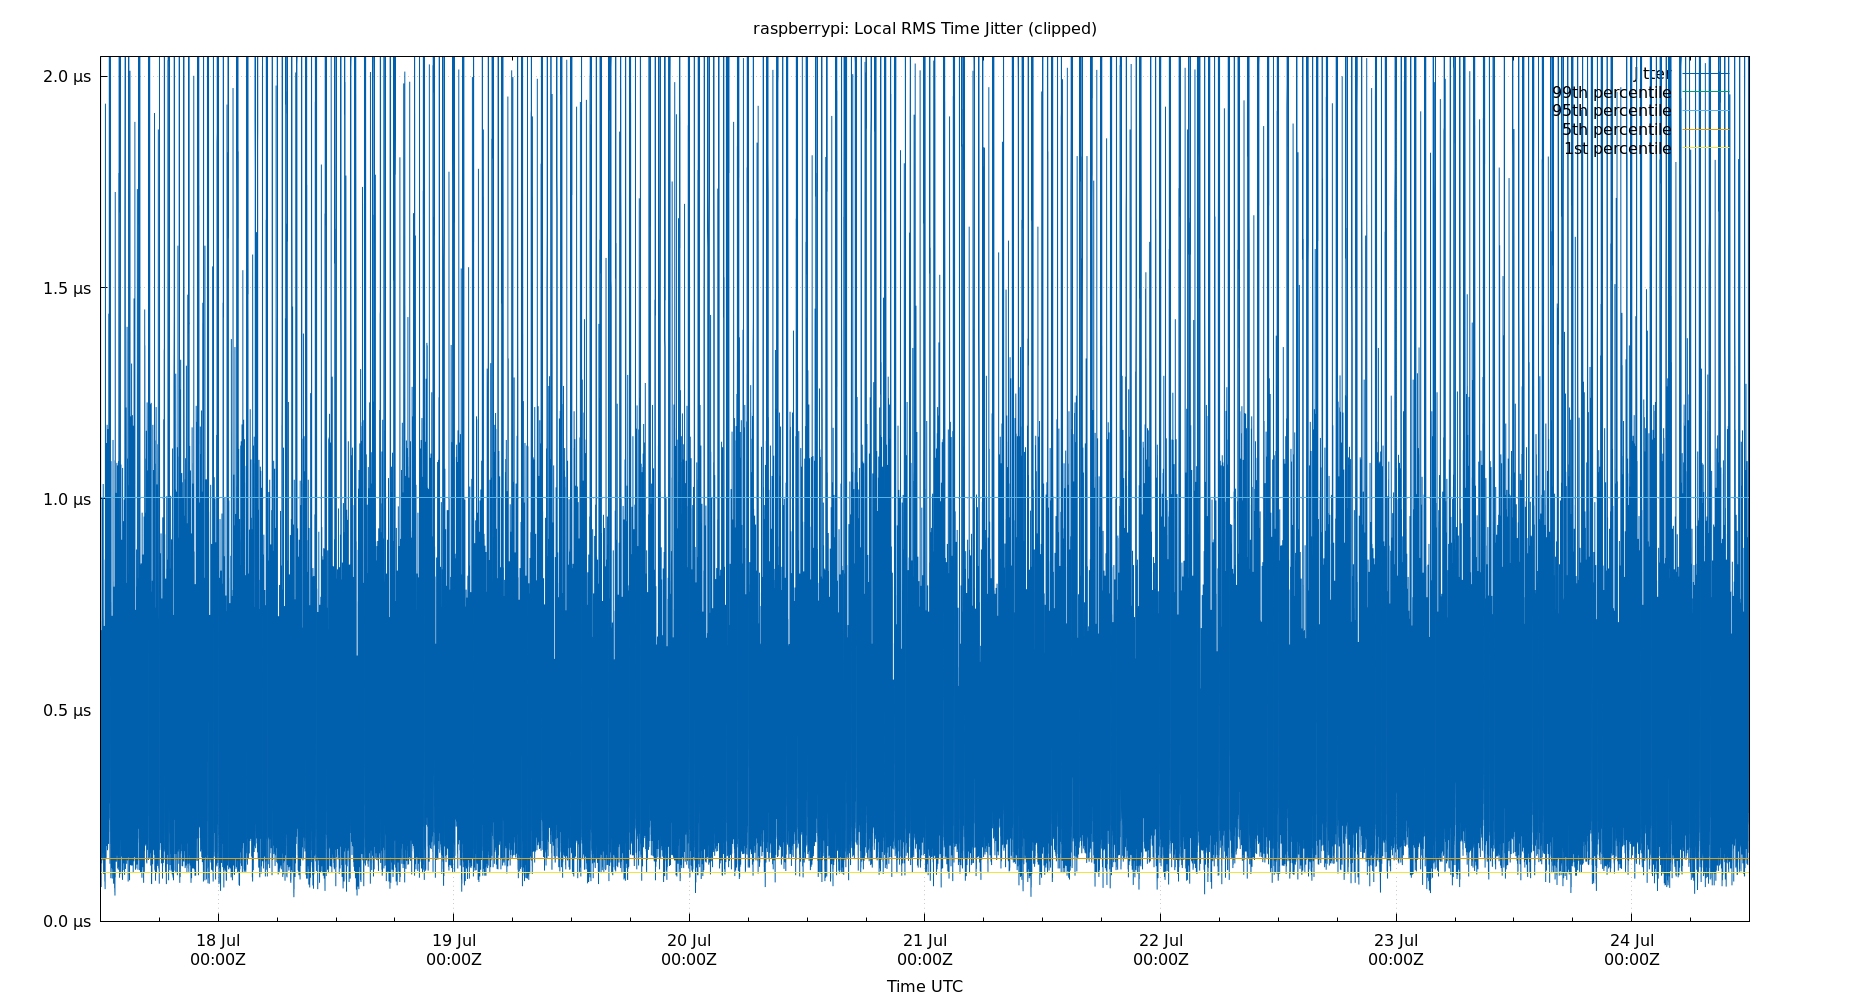 raspberrypi: Local RMS Time Jitter (clipped)
2.0 μs
1.5 μs
1.0 μs
0.5 μs
0.0 μs
jitter
99th percentile
95th percentile
5th percentile
1st percentile
18 Jul
00:00Z
19 Jul
00:00Z
20 Jul
00:00Z
21 Jul
00:00Z
22 Jul
00:00Z
23 Jul
00:00Z
24 Jul
00:00Z
Time UTC